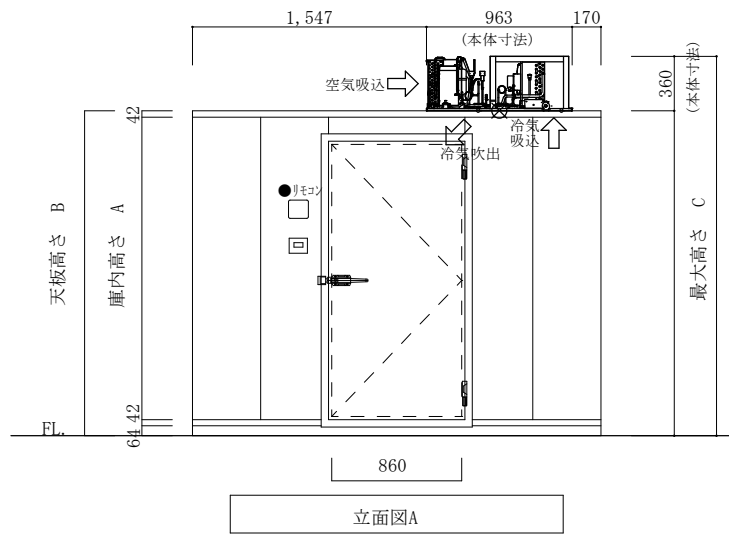 1,547
963
170
(本体寸法)
空気吸込
360
(本体寸法)
42
冷気
吸込
冷気吹出
リモコン
天板高さ B
庫内高さ A
最大高さ C
42
64
FL.
860
立面図A